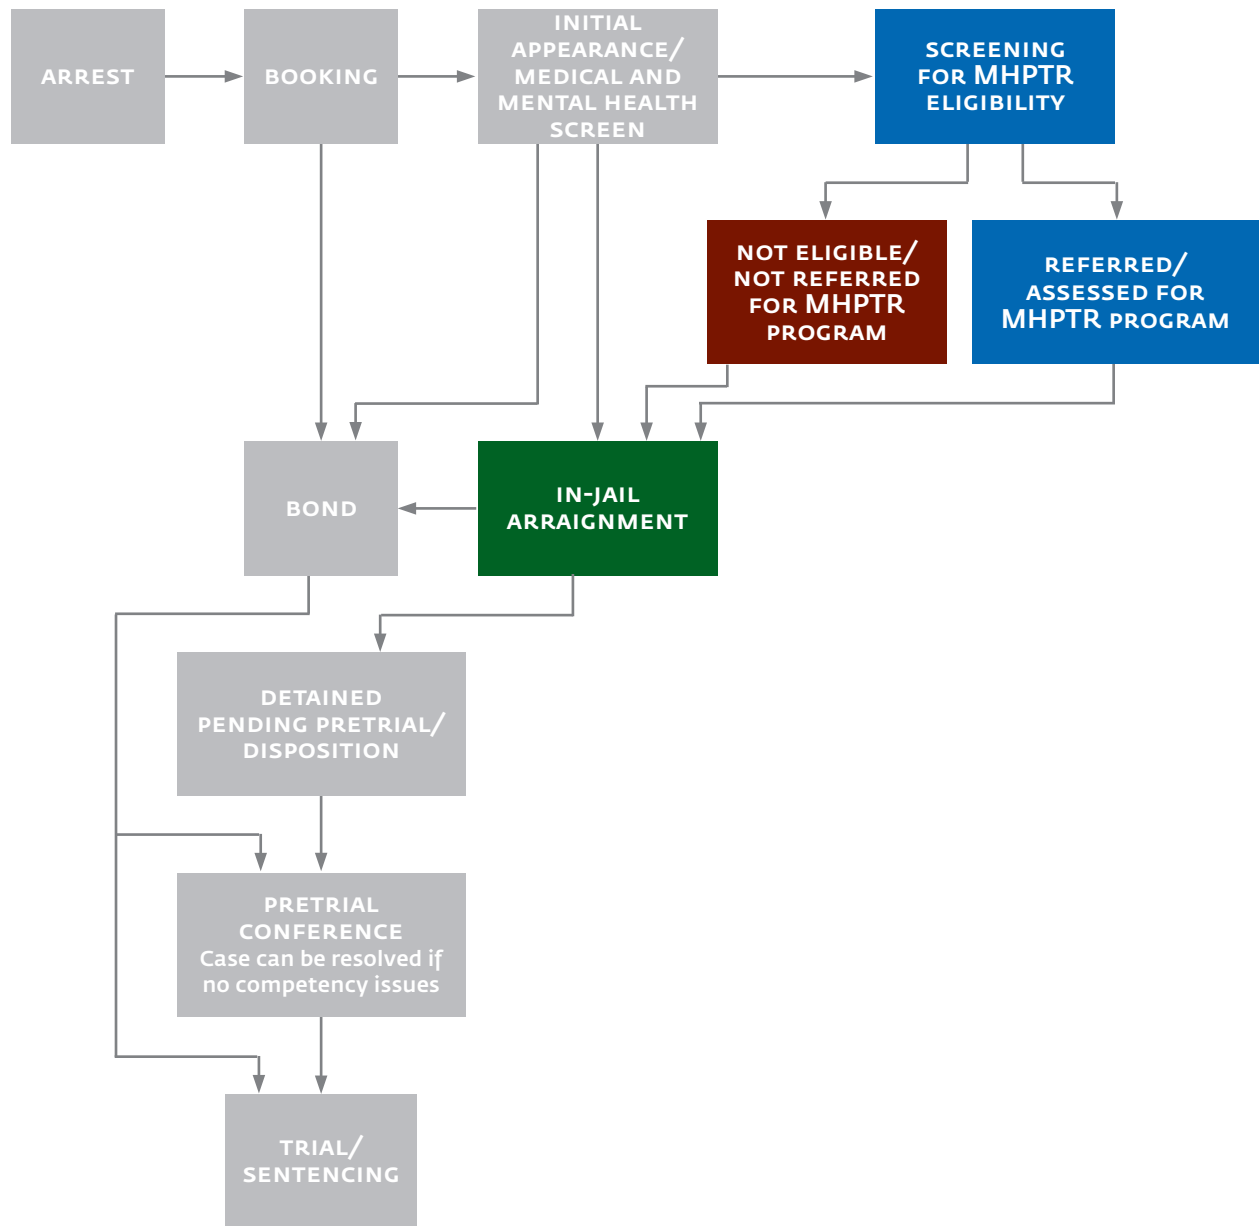 ARREST
BOOKING
INITIAL
APPEARANCE/
MEDICAL AND
MENTAL HEALTH
SCREEN
SCREENING
FOR MHPTR
ELIGIBILITY
NOT ELIGIBLE/
NOT REFERRED
FOR MHPTR
PROGRAM
REFERRED/
ASSESSED FOR
MHPTR PROGRAM
BOND
IN-JAIL
ARRAIGNMENT
DETAINED
PENDING PRETRIAL/
DISPOSITION
PRETRIAL
CONFERENCE
Case can be resolved if
no competency issues
TRIAL/
SENTENCING